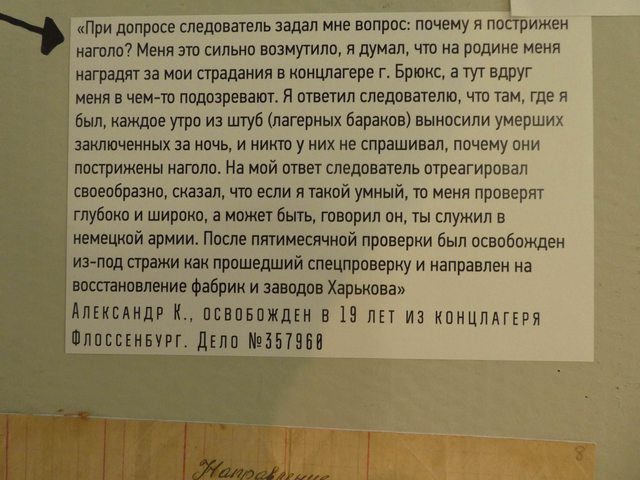 «При допросе следователь задал мне вопрос: почему я пострижен
наголо? Меня это сильно возмутило, я думал, что на родине меня
наградят за мои страдания в концлагере г. Брюкс, а тут вдруг
меня в чем-то подозревают. Я ответил следователю, что там, где я
был, каждое утро из штуб (лагерных бараков) выносили умерших
заключенных за ночь, и никто у них не спрашивал, почему они
пострижены наголо. На мой ответ следователь отреагировал
своеобразно, сказал, что если я такой умный, то меня проверят
глубоко и широко, а может быть, говорил он, ты служил в
немецкой армии. После пятимесячной проверки был освобожден
из-под стражи как прошедший спецпроверку и направлен на
восстановление фабрик и заводов Харькова»
Александр К., освобожден в 19 лет из концлагеря
Флоссенбург. Дело №357960
8
Направление